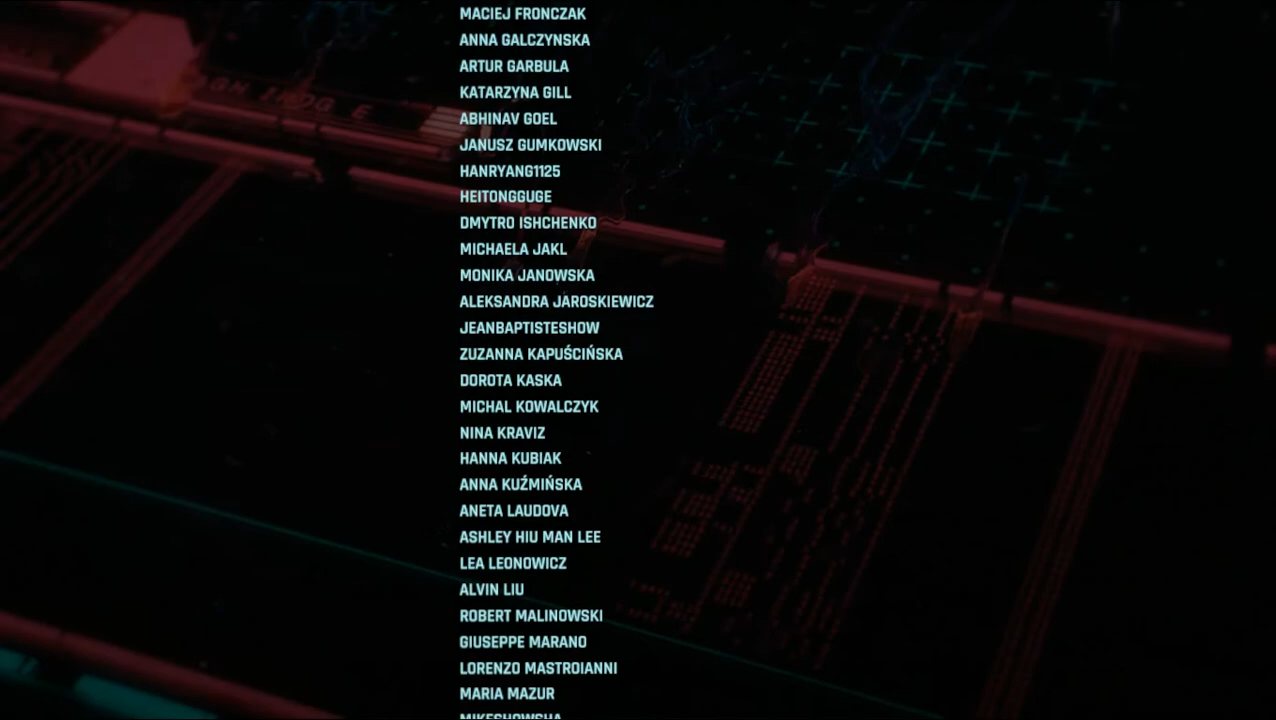 MACIEJ FRONCZAK
ANNA GALCZYNSKA
ARTUR GARBULA
KATARZYNA GILL
ABHINAV GOEL
JANUSZ GUMKOWSKI
HANRYANG1125
HEITONGGUGE
DMYTRO ISHCHENKO
MICHAELA JAKL
MONIKA JANOWSKA
ALEKSANDRA JAROSKIEWICZ
JEANBAPTISTESHOW
ZUZANNA KAPUŚCIŃSKA
DOROTA KASKA
MICHAL KOWALCZYK
NINA KRAVIZ
HANNA KUBIAK
ANNA KUŹMIŃSKA
ANETA LAUDOVA
ASHLEY HIU MAN LEE
LEA LEONOWICZ
ALVIN LIU
ROBERT MALINOWSKI
GIUSEPPE MARANO
LORENZO MASTROIANNI
MARIA MAZUR
MIKESHOWSHA